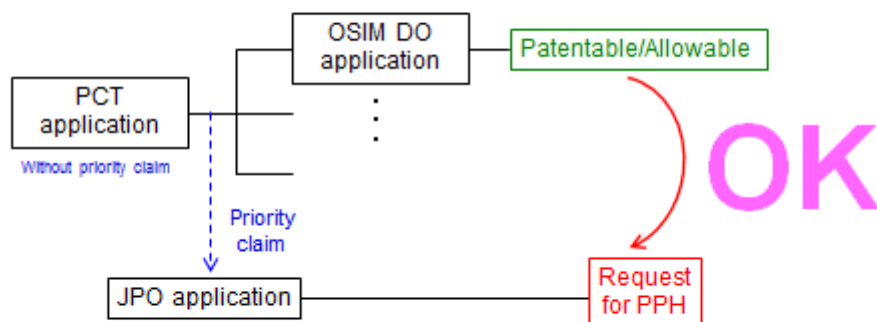 OSIM DO
application
Patentable/Allowable
PCT
application
Without priority claim
OK
Priority
claim
JPO application
Request
for PPH